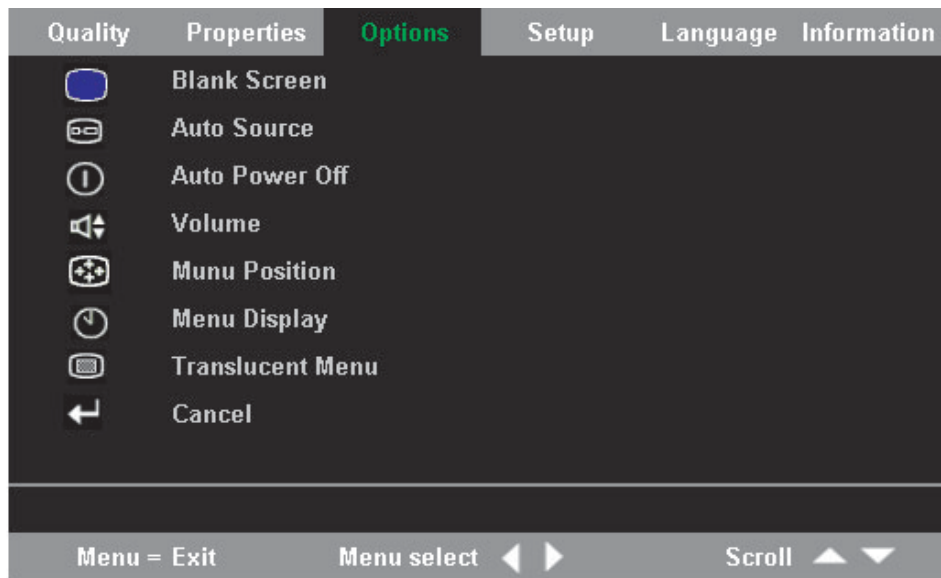 Quality Properties Options Setup Language Information
Blank Screen
Auto Source
Auto Power Off
Volume
Munu Position
Menu Display
Translucent Menu
Cancel
Menu = Exit Menu select Scroll